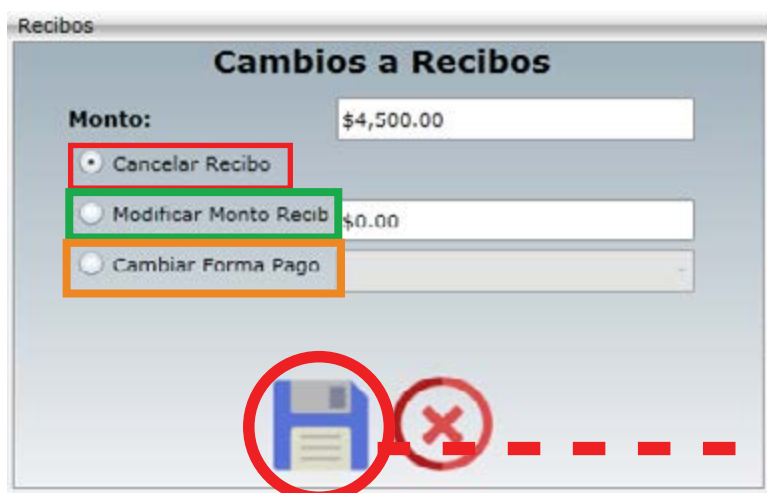 Recibos
Cambios a Recibos
Monto: $4,500.00
Cancelar Recibo
Modificar Monto Recib $0.00
Cambiar Forma Pago